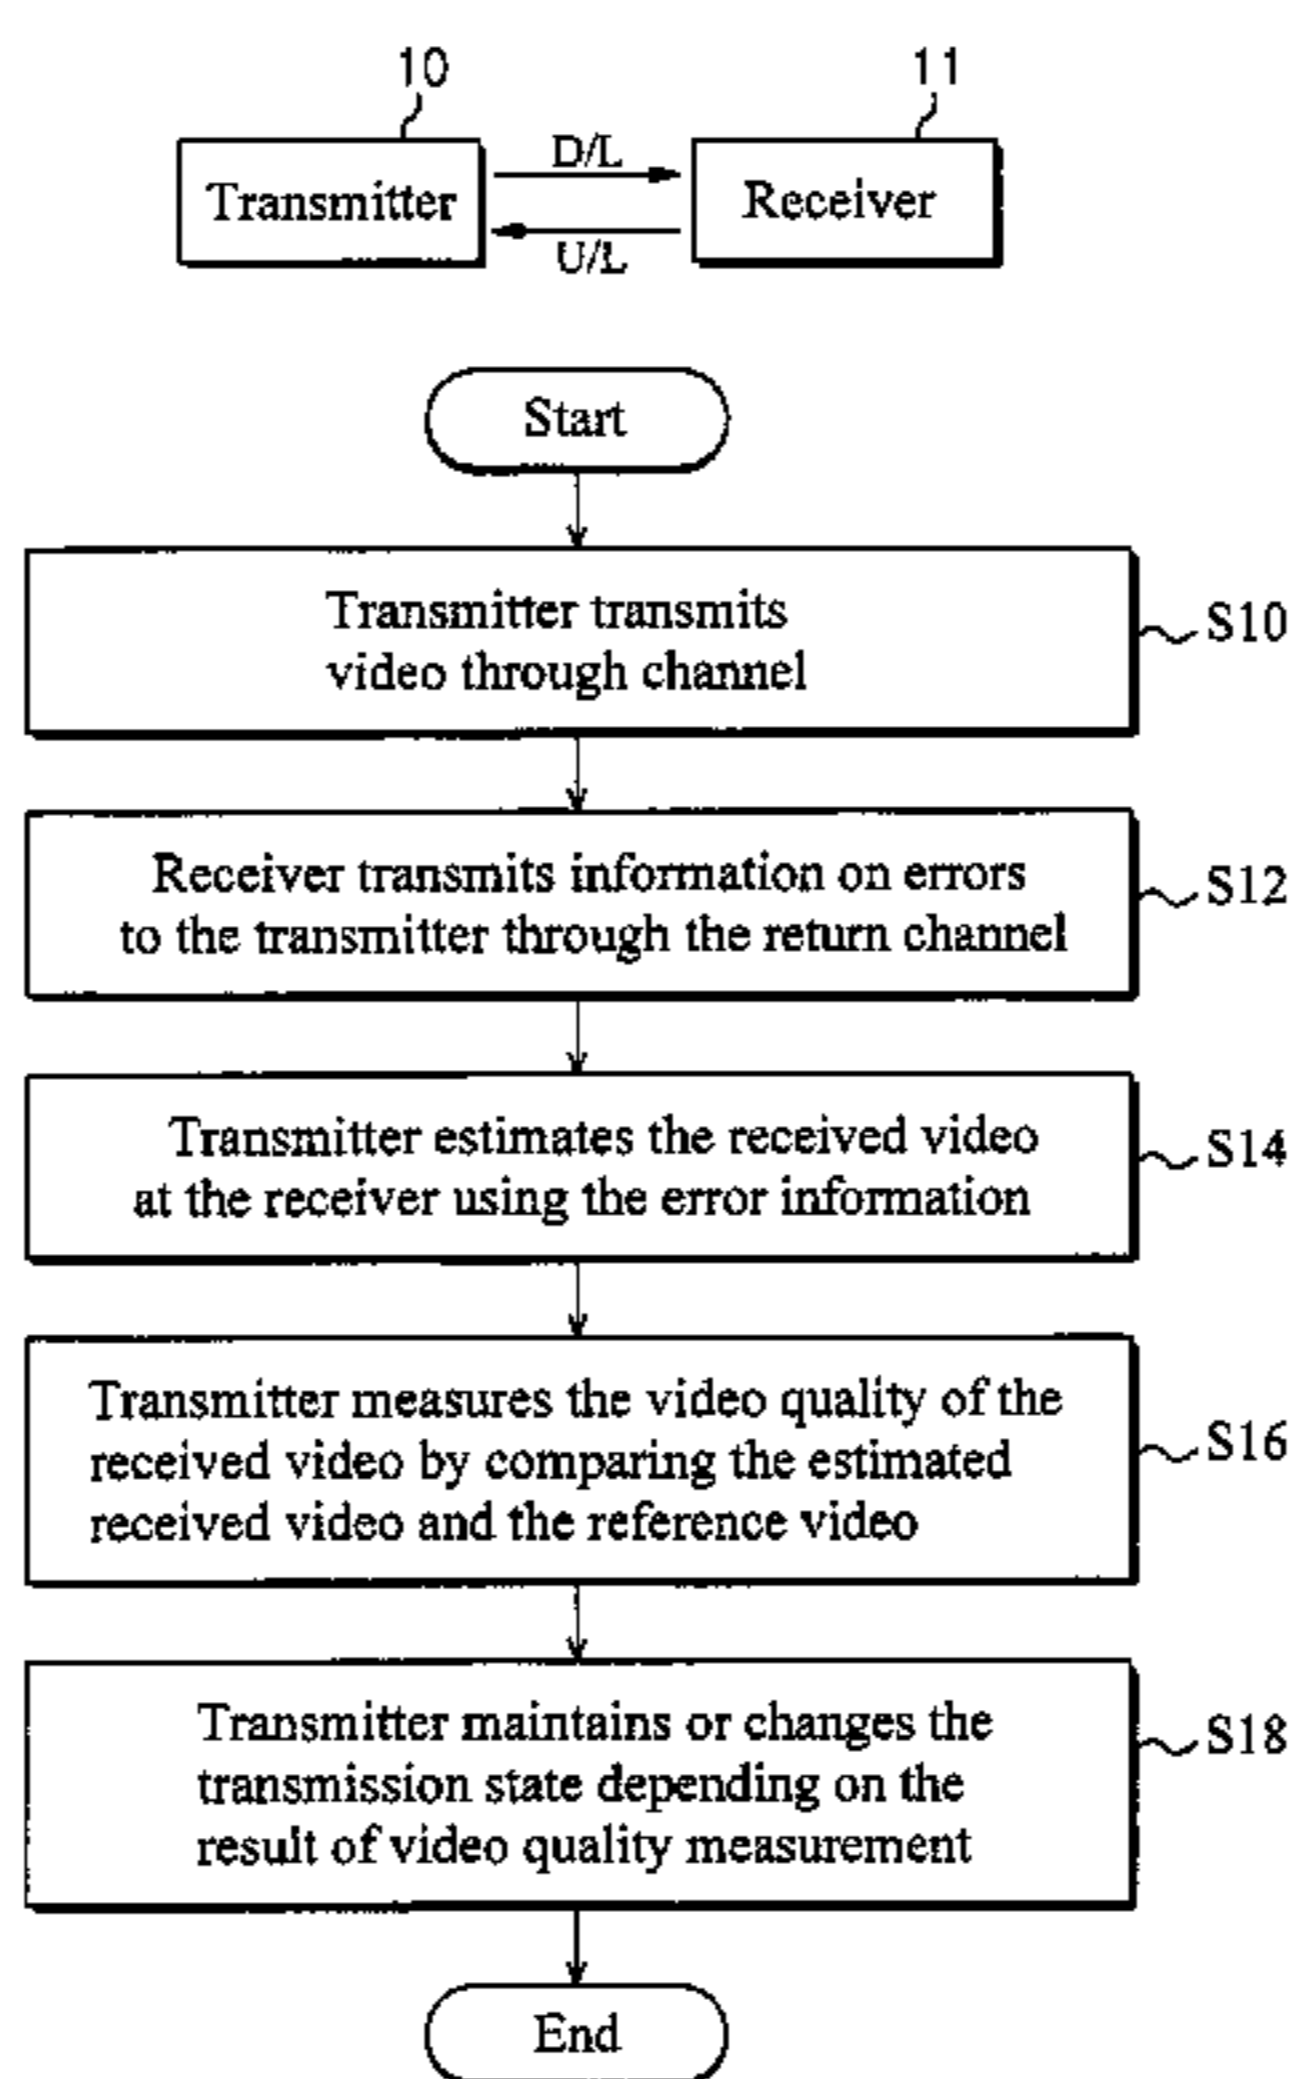 10
11
Transmitter
D/L
U/L
Receiver
Start
Transmitter transmits
video through channel
S10
Receiver transmits information on errors
to the transmitter through the return channel
S12
Transmitter estimates the received video
at the receiver using the error information
S14
Transmitter measures the video quality of the
received video by comparing the estimated
received video and the reference video
S16
Transmitter maintains or changes the
transmission state depending on the
result of video quality measurement
S18
End